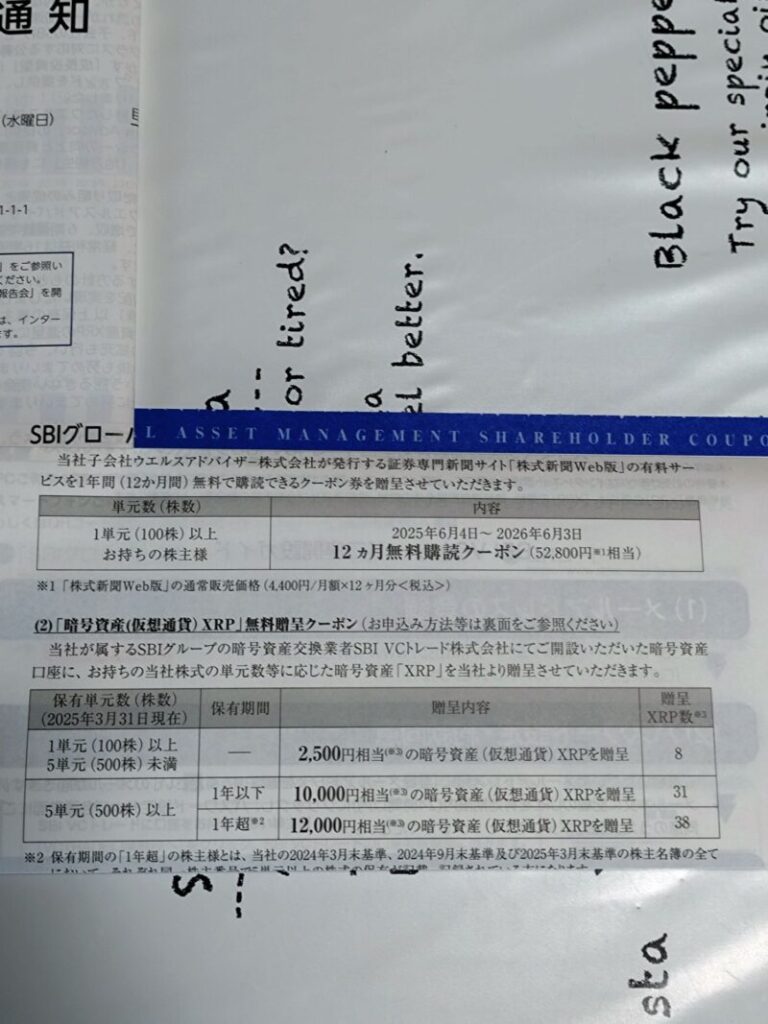 通知
(水曜日)
1-1-1
」をご参照い
ください。
報告会」を開
は、インター
ます。
Black pepp
Try our special
or tired?
el better.
L ASSET MANAGEMENT SHAREHOLDER COUPO
SBIグロー
当社子会社ウエルスアドバイザー株式会社が発行する証券専門新聞サイト「株式新聞Web版」の有料サー
ビスを1年間(12か月間)無料で購読できるクーポン券を贈呈させていただきます。
単元数(株数) 内容
1単元(100株)以上 2025年6月4日～2026年6月3日
お持ちの株主様 12ヵ月無料購読クーポン(52,800円※1相当)
※1「株式新聞Web版」の通常販売価格(4,400円/月額×12ヶ月分<税込>)
(2)「暗号資産(仮想通貨)XRP」無料贈呈クーポン(お申込み方法等は裏面をご参照ください)
当社が属するSBIグループの暗号資産交換業者SBI VCトレード株式会社にてご開設いただいた暗号資産
口座に、お持ちの当社株式の単元数等に応じた暗号資産「XRP」を当社より贈呈させていただきます。
保有単元数(株数) 保有期間 贈呈内容 贈呈
(2025年3月31日現在) XRP数※3
1単元(100株)以上
5単元(500株)未満 ― 2,500円相当(※3)の暗号資産(仮想通貨)XRPを贈呈 8
5単元(500株)以上 1年以下 10,000円相当(※3)の暗号資産(仮想通貨)XRPを贈呈 31
1年超※2 12,000円相当(※3)の暗号資産(仮想通貨)XRPを贈呈 38
※2 保有期間の「1年超」の株主様とは、当社の2024年3月末基準、2024年9月末基準及び2025年3月末基準の株主名簿の全て
sta